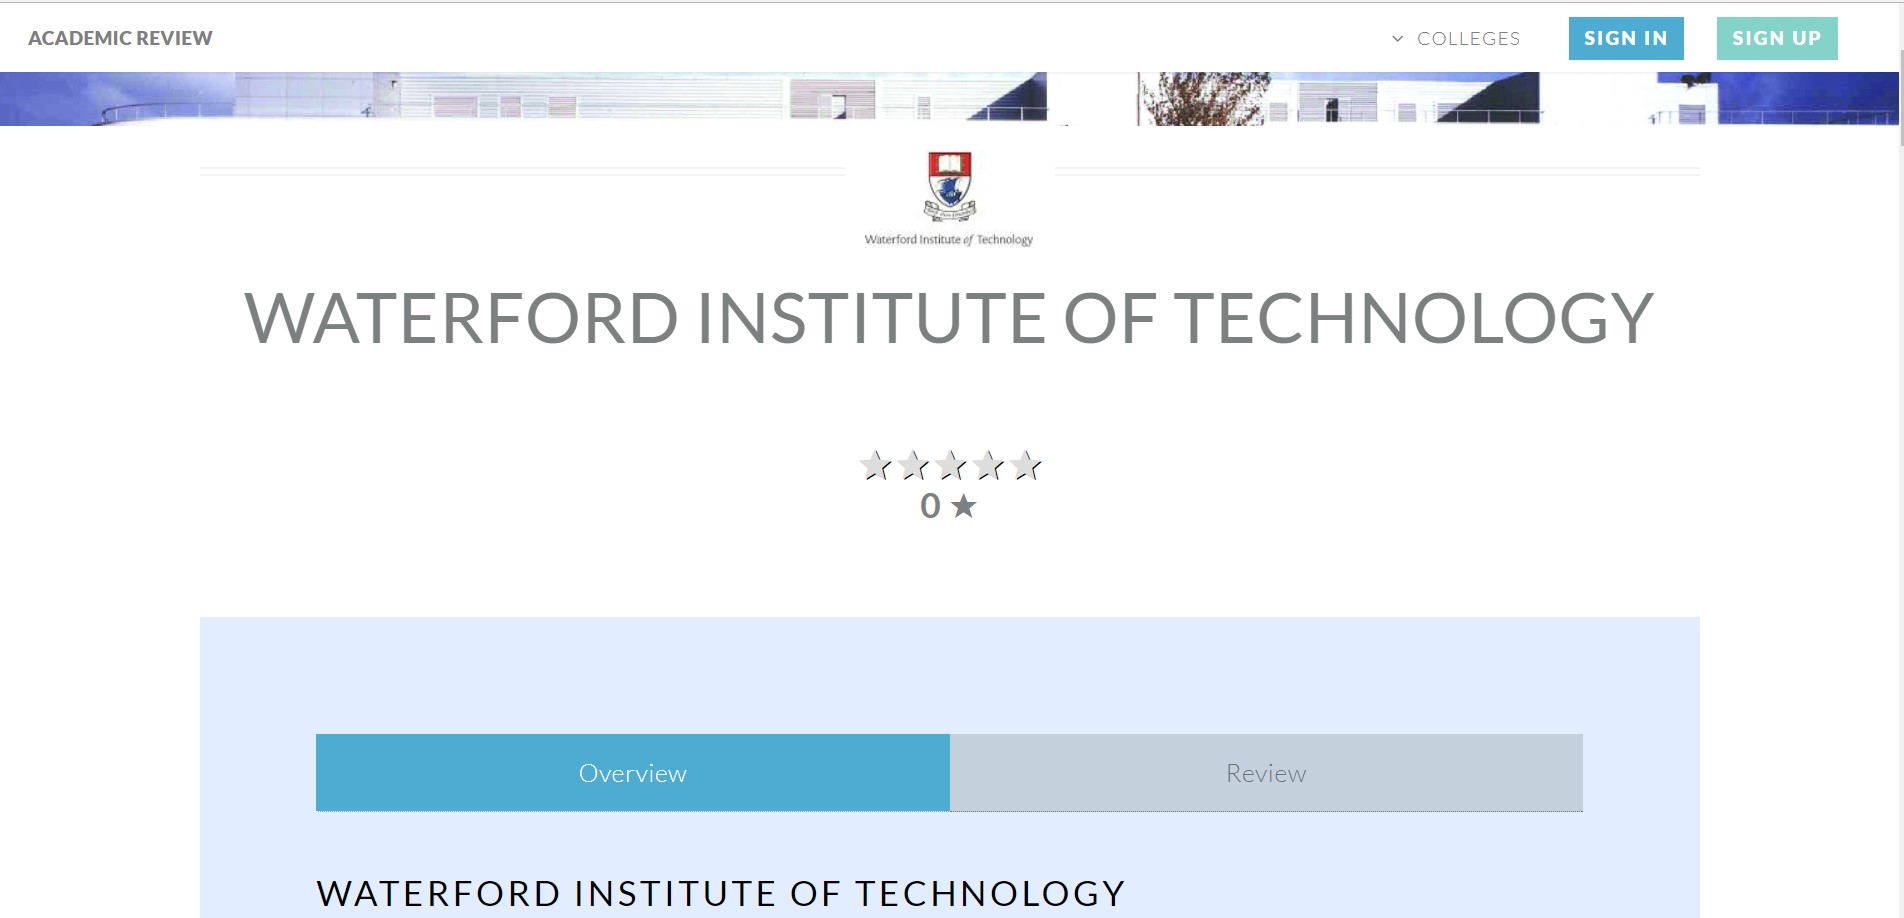 ACADEMIC REVIEW
COLLEGES
SIGN IN
SIGN UP
Waterford Institute of Technology
WATERFORD INSTITUTE OF TECHNOLOGY
0 ★
Overview
Review
WATERFORD INSTITUTE OF TECHNOLOGY